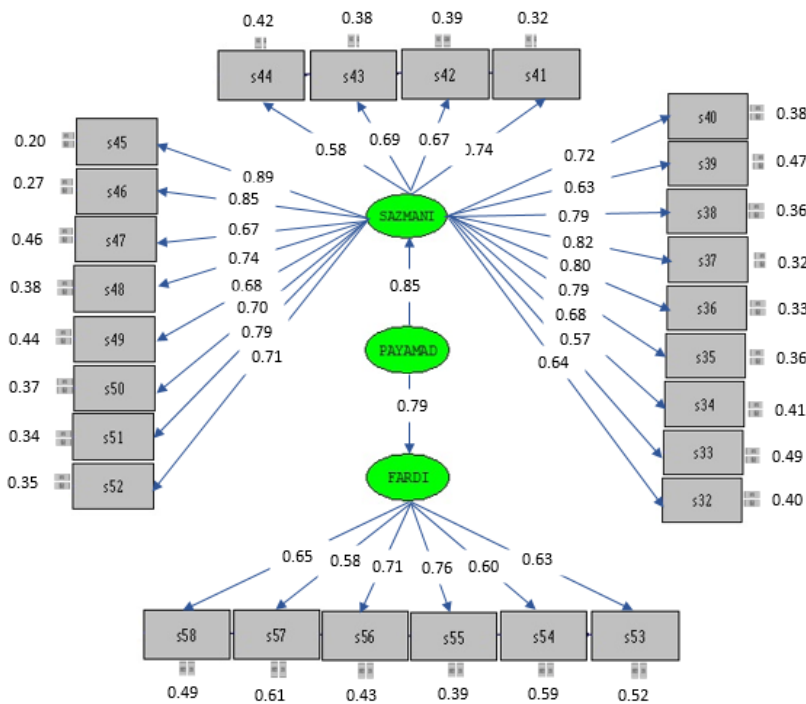 0.42 0.38 0.39 0.32
s44 s43 s42 s41
0.58 0.69 0.67 0.74
0.20 s45 0.89
0.27 s46 0.85
0.46 s47 0.67
0.38 s48 0.74
0.44 s49 0.68
0.37 s50 0.70
0.34 s51 0.79
0.35 s52 0.71
SAZMANI
0.72 s40 0.38
0.63 s39 0.47
0.79 s38 0.36
0.82 s37 0.32
0.80 s36 0.33
0.79 s35 0.36
0.68 s34 0.41
0.57 s33 0.49
0.64 s32 0.40
0.85
PAYAMAD
0.79
FARDI
0.65 0.58 0.71 0.76 0.60 0.63
s58 s57 s56 s55 s54 s53
0.49 0.61 0.43 0.39 0.59 0.52